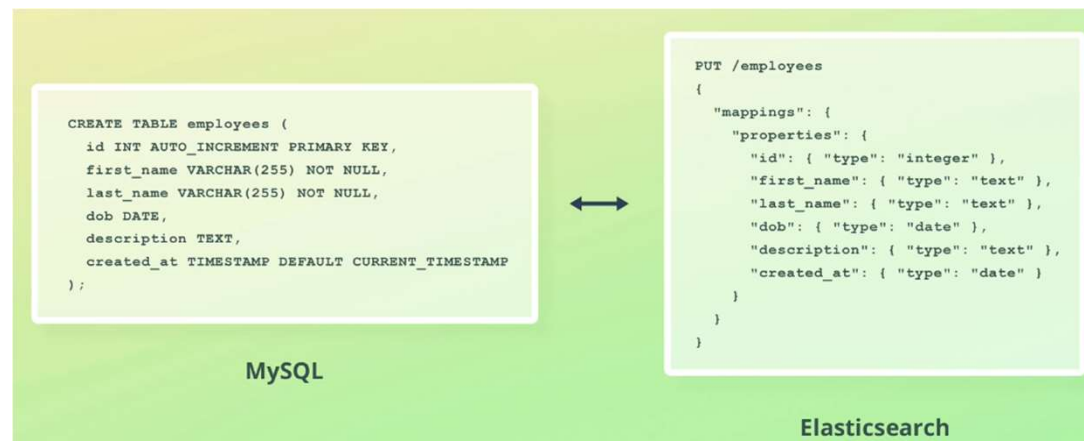 CREATE TABLE employees (
  id INT AUTO_INCREMENT PRIMARY KEY,
  first_name VARCHAR(255) NOT NULL,
  last_name VARCHAR(255) NOT NULL,
  dob DATE,
  description TEXT,
  created_at TIMESTAMP DEFAULT CURRENT_TIMESTAMP
);
MySQL
PUT /employees
{
  "mappings": {
    "properties": {
      "id": { "type": "integer" },
      "first_name": { "type": "text" },
      "last_name": { "type": "text" },
      "dob": { "type": "date" },
      "description": { "type": "text" },
      "created_at": { "type": "date" }
    }
  }
}
Elasticsearch